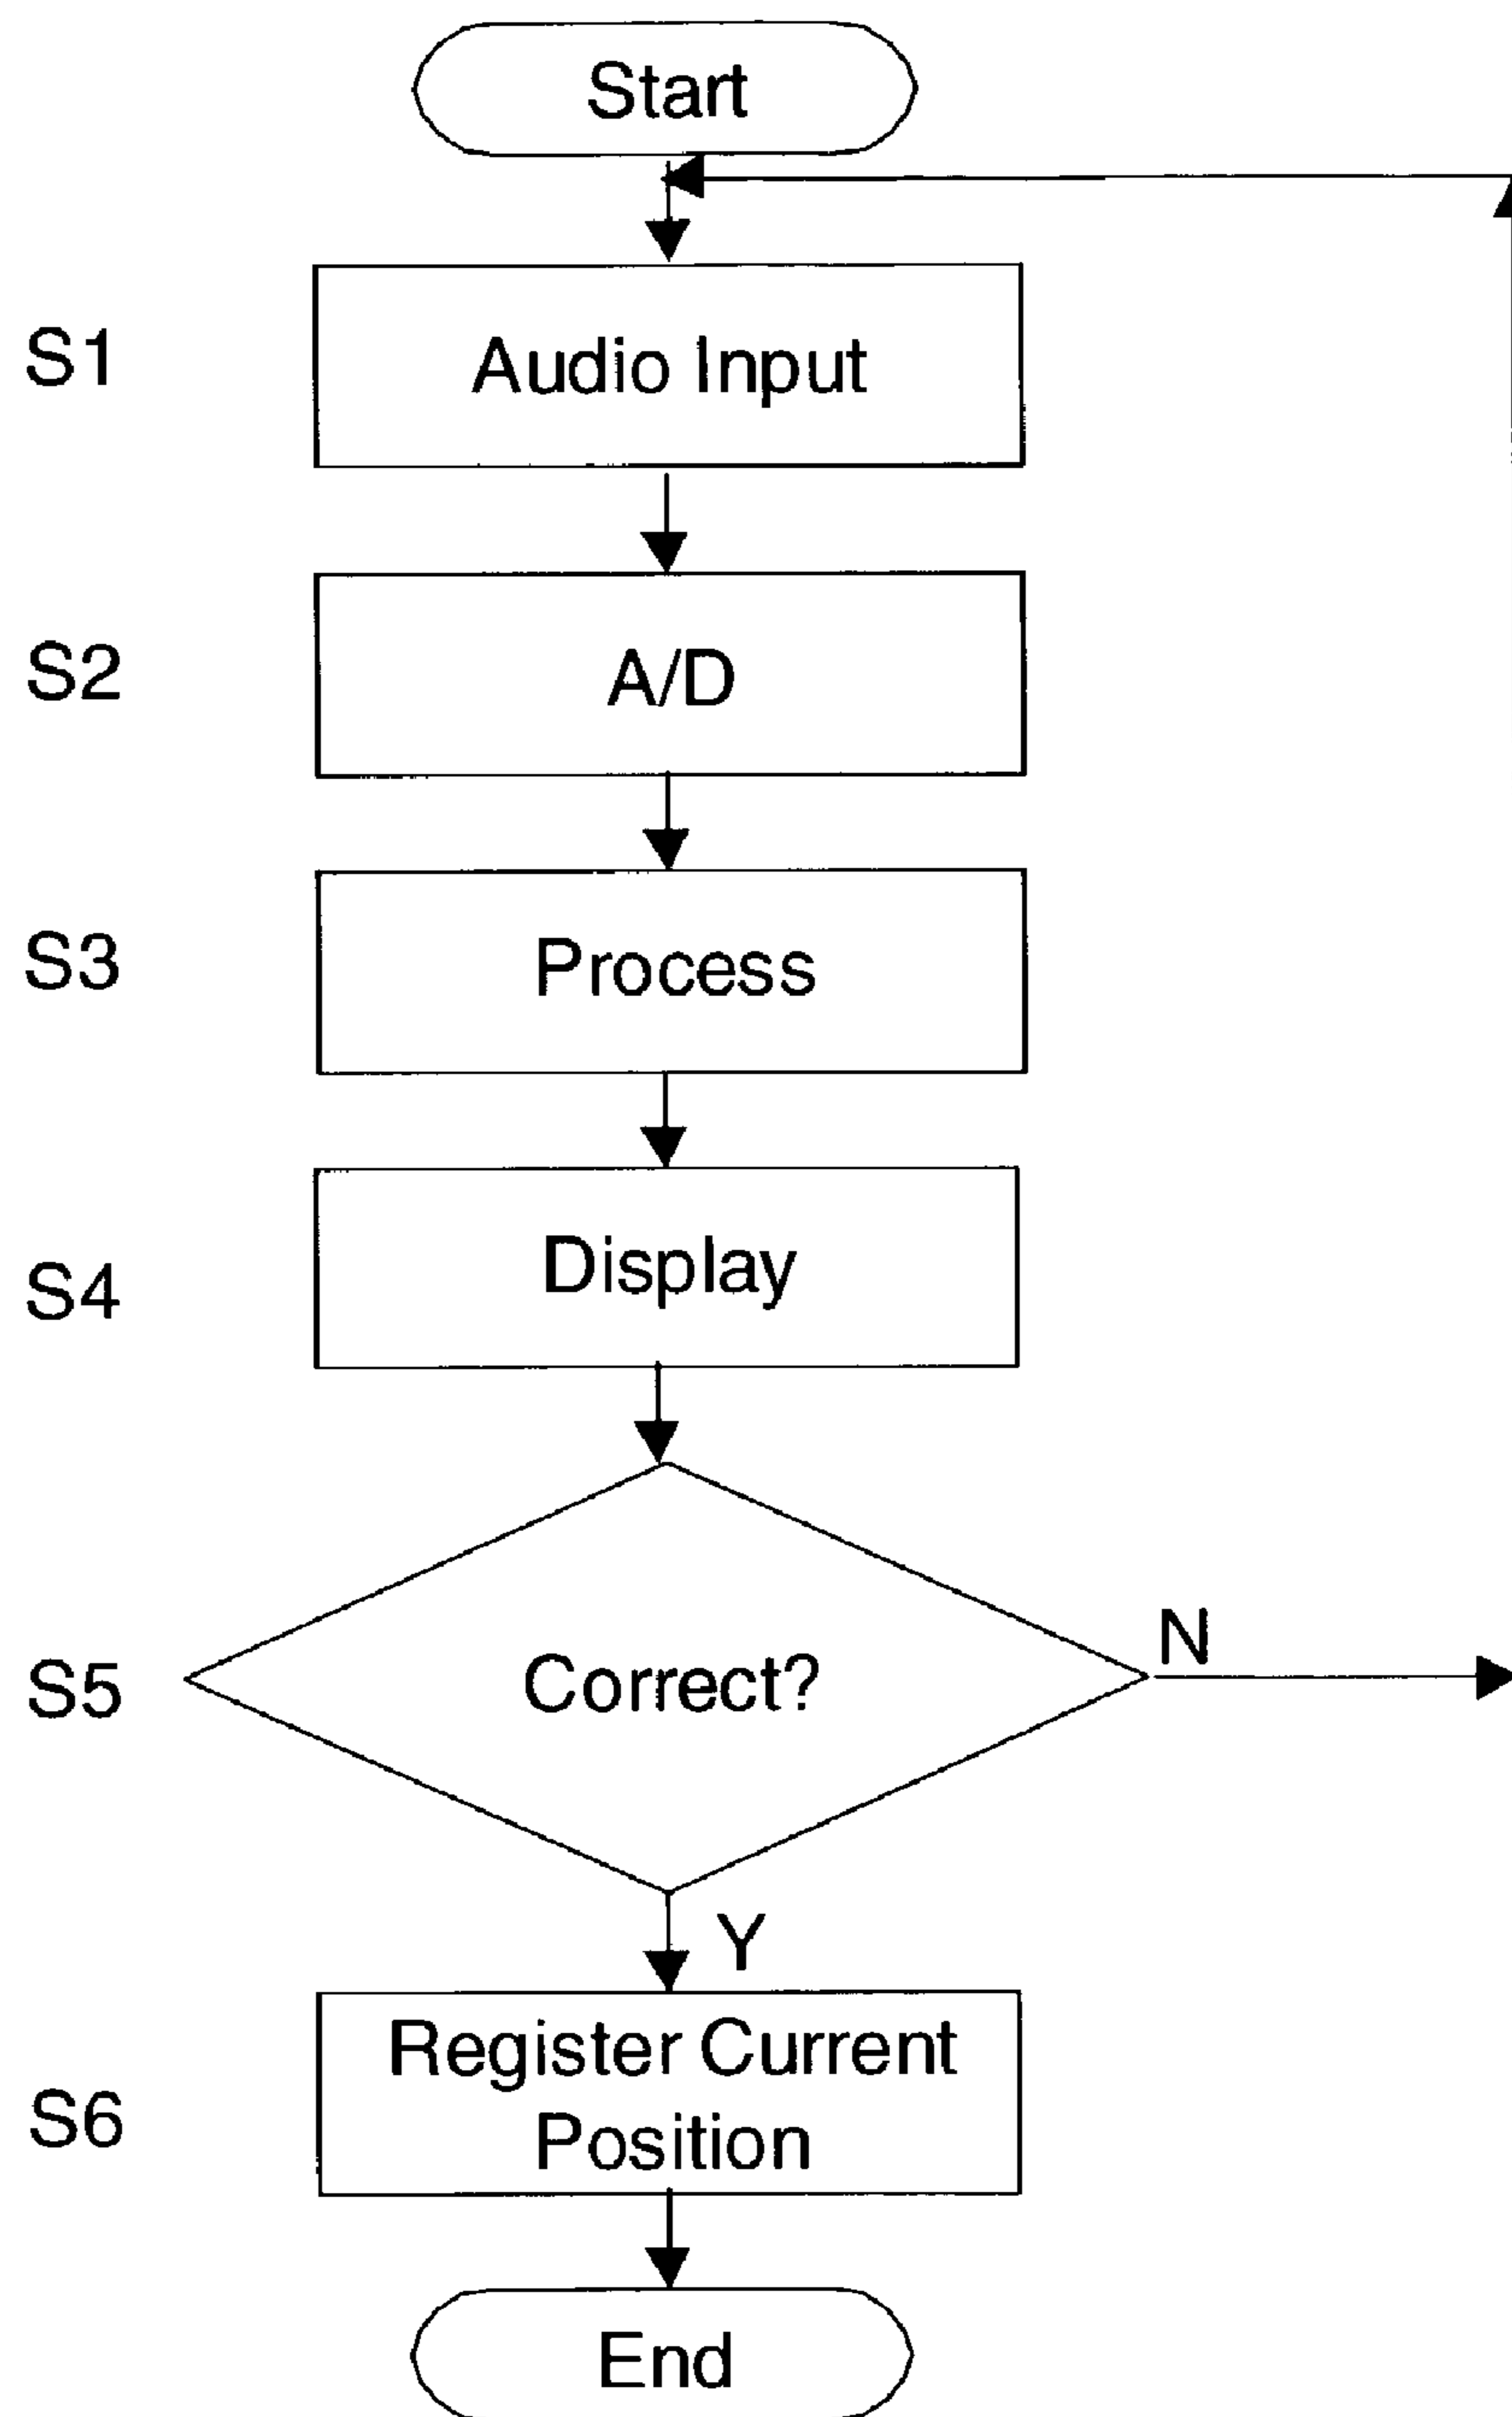 Start
S1
Audio Input
S2
A/D
S3
Process
S4
Display
S5
Correct?
N
Y
S6
Register Current
Position
End